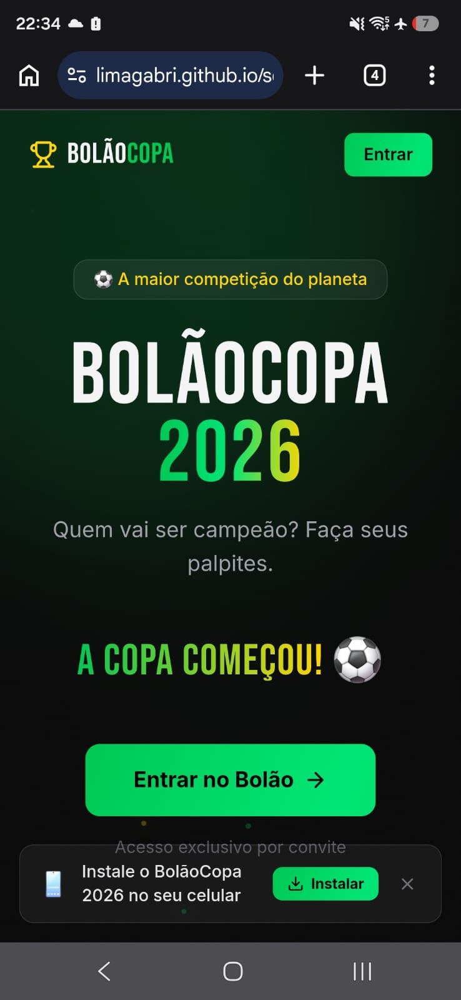 22:34
5
7
limagabri.github.io/s
4
BOLÃOCOPA
Entrar
A maior competição do planeta
BOLÃOCOPA
2026
Quem vai ser campeão? Faça seus
palpites.
A COPA COMEÇOU!
Entrar no Bolão →
Acesso exclusivo por convite
Instale o BolãoCopa
2026 no seu celular
Instalar